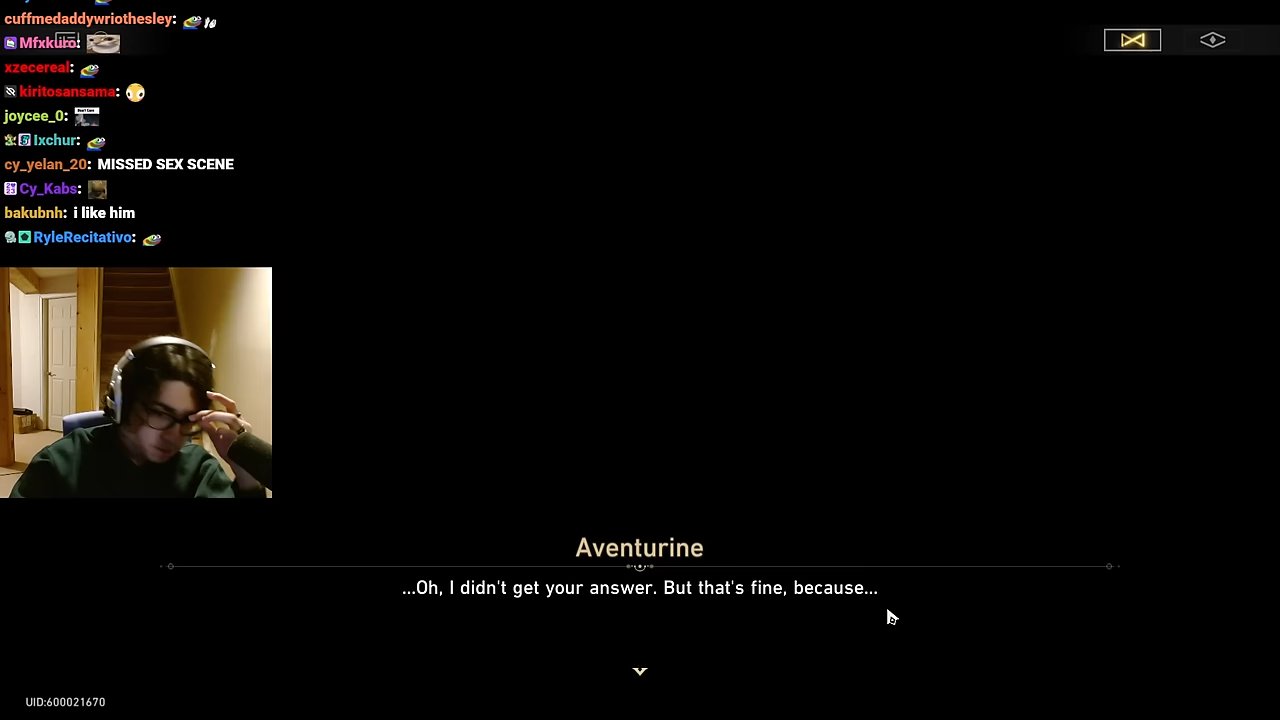 cuffmedaddywriothesley:
Mfxkuro:
xzecereal:
kiritosansama:
joycee_0:
Ixchur:
cy_yelan_20: MISSED SEX SCENE
Cy_Kabs:
bakubnh: i like him
RyleRecitativo:
Aventurine
...Oh, I didn't get your answer. But that's fine, because...
UID:600021670